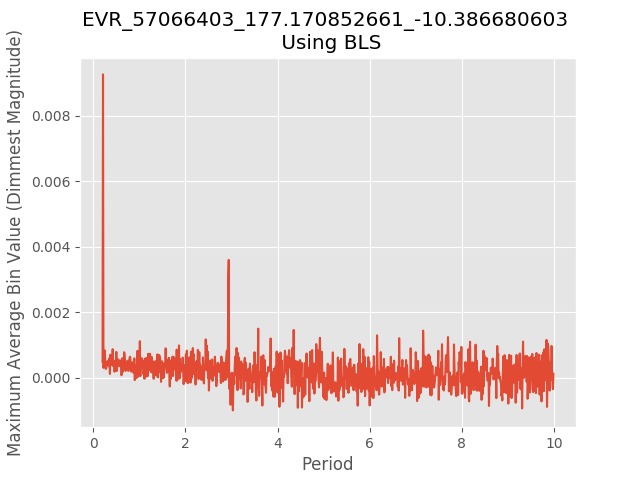 EVR_57066403_177.170852661_-10.386680603
Using BLS
Maximum Average Bin Value (Dimmest Magnitude)
0.008
0.006
0.004
0.002
0.000
0
2
4
6
8
10
Period